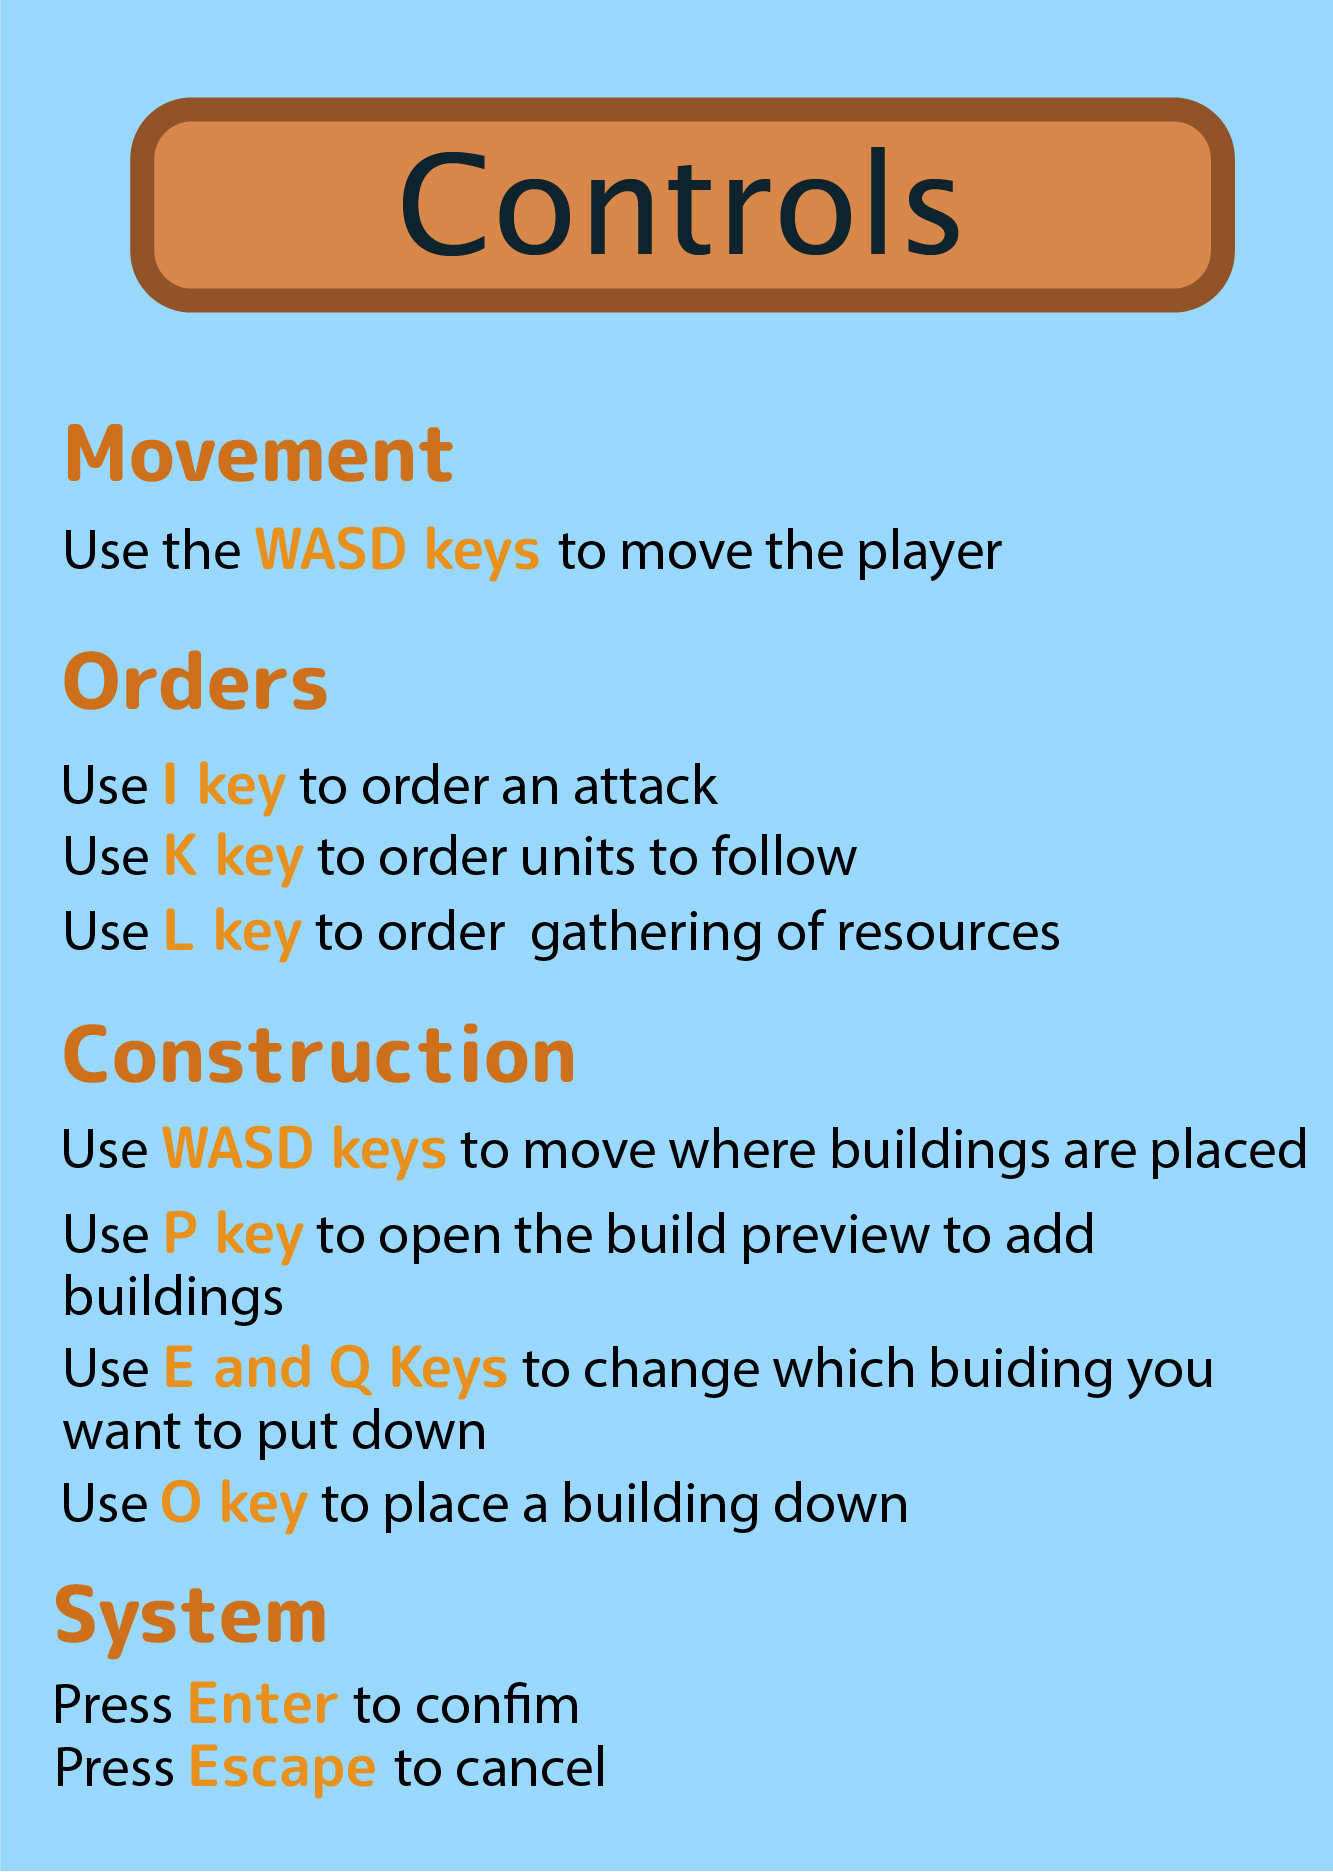 Controls
Movement
Use the WASD keys to move the player
Orders
Use I key to order an attack
Use K key to order units to follow
Use L key to order  gathering of resources
Construction
Use WASD keys to move where buildings are placed
Use P key to open the build preview to add
buildings
Use E and Q Keys to change which buiding you
want to put down
Use O key to place a building down
System
Press Enter to confim
Press Escape to cancel